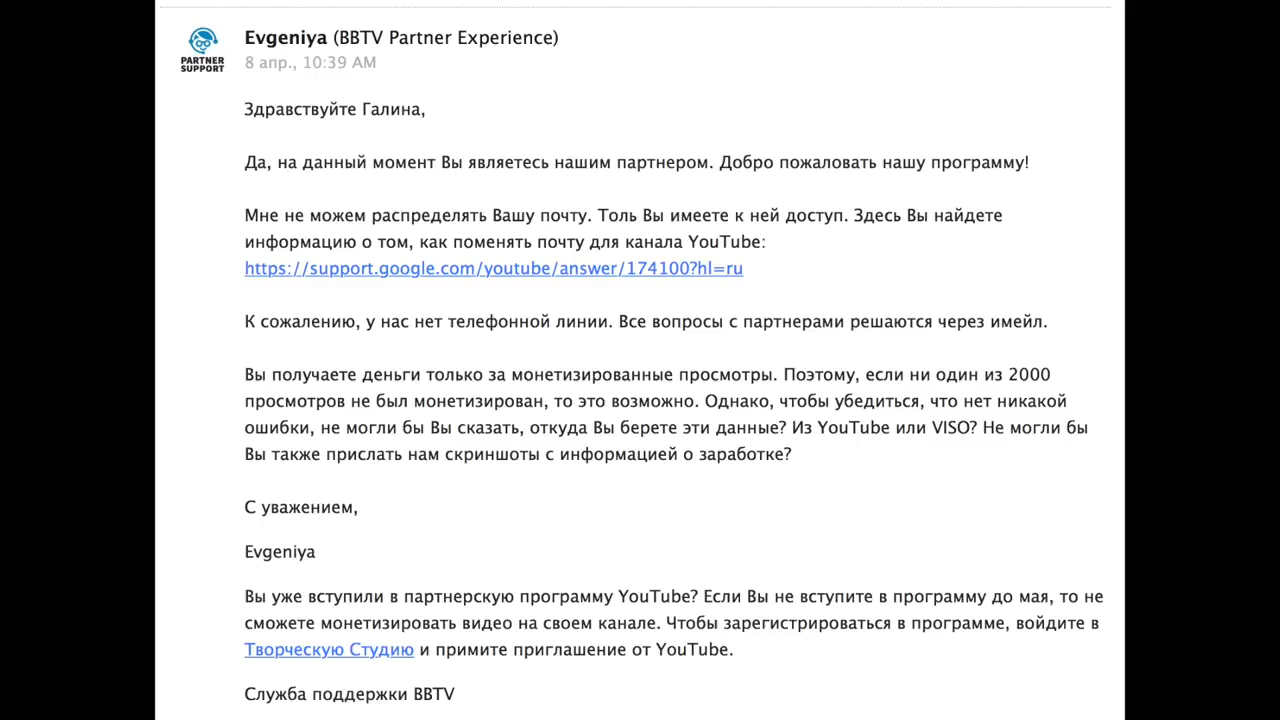 Evgeniya (BBTV Partner Experience)
PARTNER
SUPPORT
8 апр., 10:39 AM
Здравствуйте Галина,
Да, на данный момент Вы являетесь нашим партнером. Добро пожаловать нашу программу!
Мне не можем распределять Вашу почту. Толь Вы имеете к ней доступ. Здесь Вы найдете
информацию о том, как поменять почту для канала YouTube:
https://support.google.com/youtube/answer/174100?hl=ru
К сожалению, у нас нет телефонной линии. Все вопросы с партнерами решаются через имейл.
Вы получаете деньги только за монетизированные просмотры. Поэтому, если ни один из 2000
просмотров не был монетизирован, то это возможно. Однако, чтобы убедиться, что нет никакой
ошибки, не могли бы Вы сказать, откуда Вы берете эти данные? Из YouTube или VISO? Не могли бы
Вы также прислать нам скриншоты с информацией о заработке?
С уважением,
Evgeniya
Вы уже вступили в партнерскую программу YouTube? Если Вы не вступите в программу до мая, то не
сможете монетизировать видео на своем канале. Чтобы зарегистрироваться в программе, войдите в
Творческую Студию и примите приглашение от YouTube.
Служба поддержки BBTV